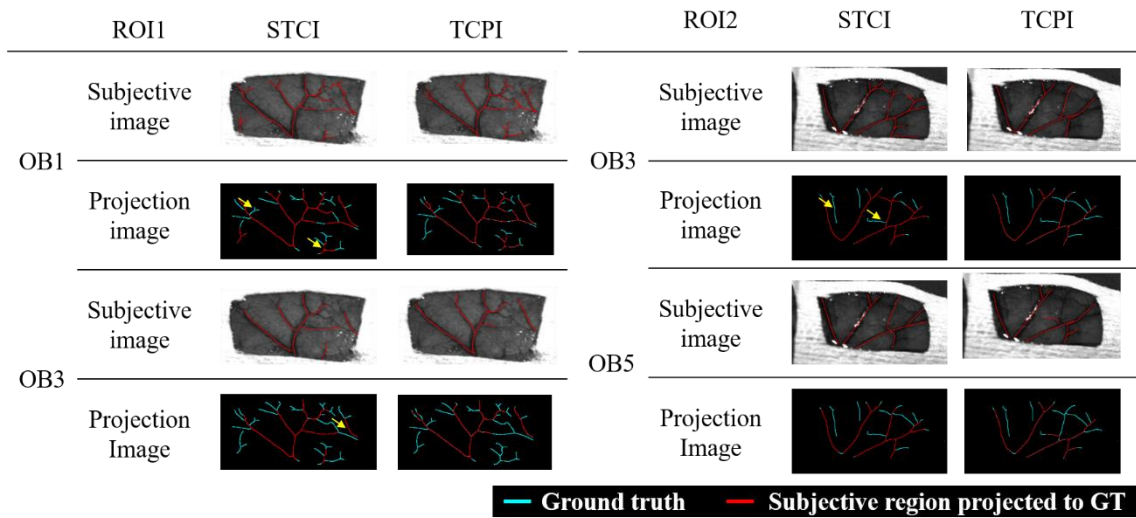 ROI1 STCI TCPI
Subjective
image
OB1
Projection
image
Subjective
image
OB3
Projection
Image
ROI2 STCI TCPI
Subjective
image
OB3
Projection
image
Subjective
image
OB5
Projection
Image
Ground truth Subjective region projected to GT